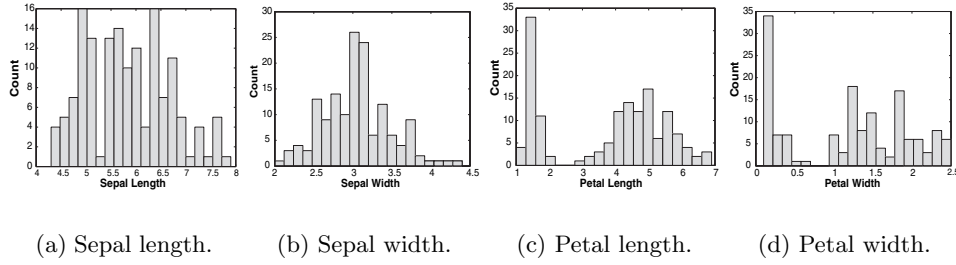 16
14
12
10
8
6
4
2
0
Count
4 4.5 5 5.5 6 6.5 7 7.5 8
Sepal Length
30
25
20
15
10
5
0
Count
2 2.5 3 3.5 4 4.5
Sepal Width
35
30
25
20
15
10
5
0
Count
1 2 3 4 5 6 7
Petal Length
35
30
25
20
15
10
5
0
Count
0 0.5 1 1.5 2 2.5
Petal Width
(a) Sepal length. (b) Sepal width. (c) Petal length. (d) Petal width.